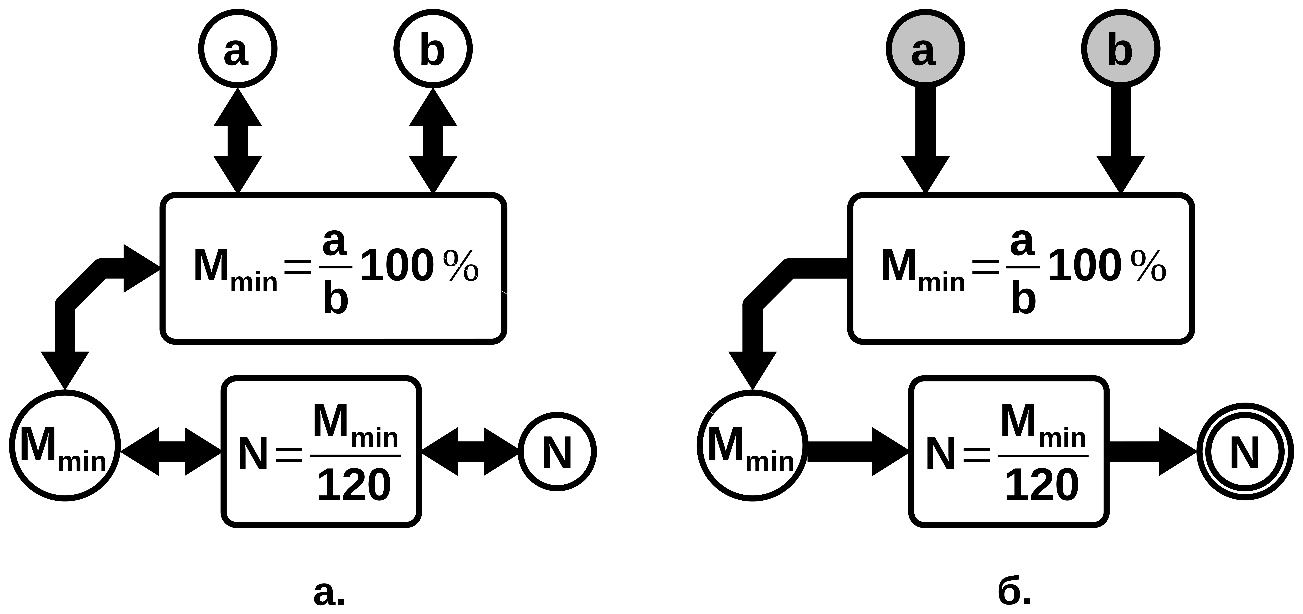 a b a b
M_min = a/b 100 % M_min = a/b 100 %
M_min N = M_min/120 N M_min N = M_min/120 N
а. б.